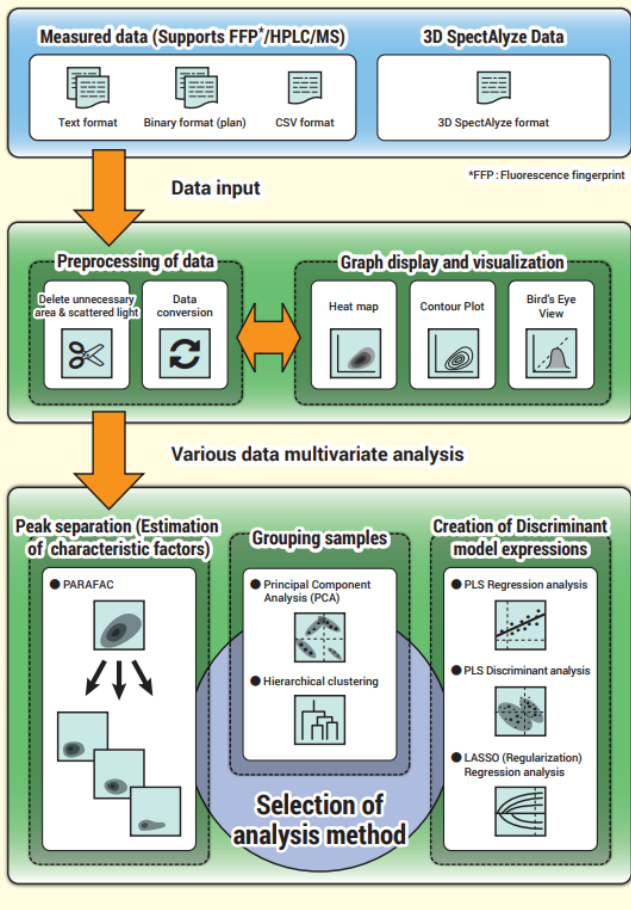 Measured data (Supports FFP*/HPLC/MS)
Text format
Binary format (plan)
CSV format
3D SpectAlyze Data
3D SpectAlyze format
*FFP : Fluorescence fingerprint
Data input
Preprocessing of data
Delete unnecessary
area & scattered light
Data
conversion
Graph display and visualization
Heat map
Contour Plot
Bird's Eye
View
Various data multivariate analysis
Peak separation (Estimation
of characteristic factors)
● PARAFAC
Grouping samples
● Principal Component
Analysis (PCA)
● Hierarchical clustering
Creation of Discriminant
model expressions
● PLS Regression analysis
● PLS Discriminant analysis
● LASSO (Regularization)
Regression analysis
Selection of
analysis method